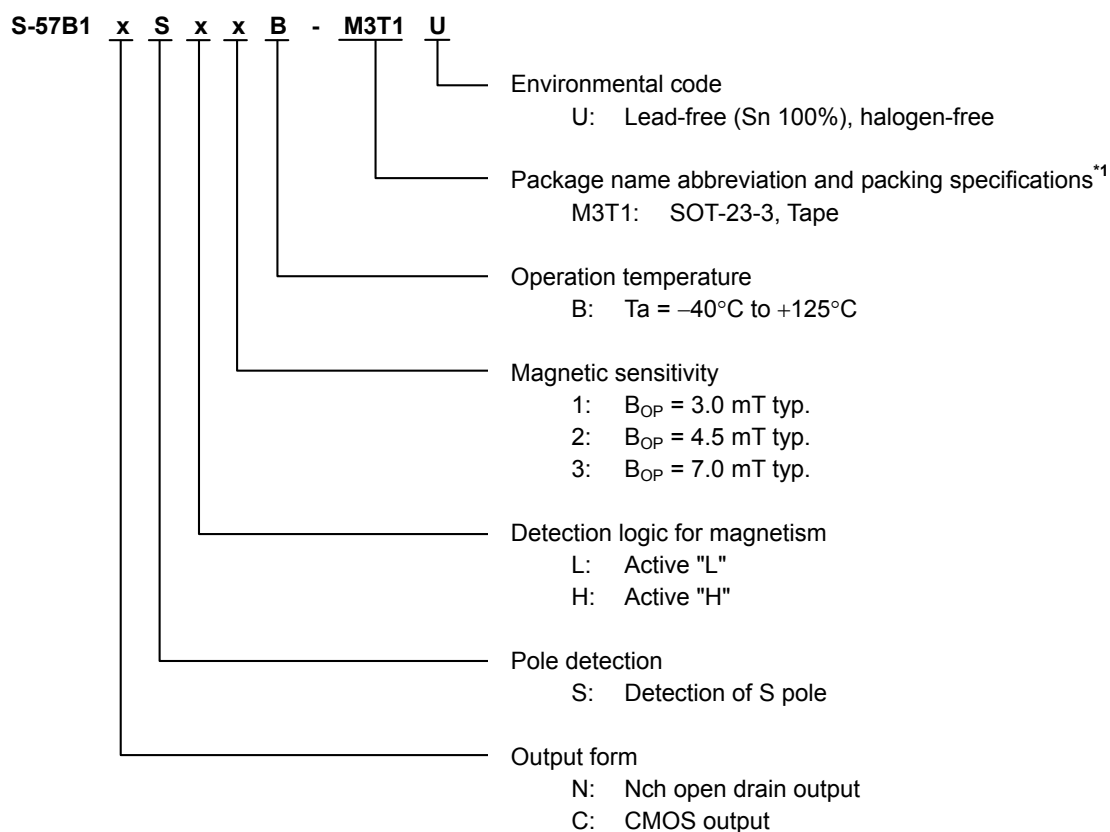 S-57B1 x S x x B - M3T1 U
Environmental code
U: Lead-free (Sn 100%), halogen-free
Package name abbreviation and packing specifications*1
M3T1: SOT-23-3, Tape
Operation temperature
B: Ta = −40°C to +125°C
Magnetic sensitivity
1: BOP = 3.0 mT typ.
2: BOP = 4.5 mT typ.
3: BOP = 7.0 mT typ.
Detection logic for magnetism
L: Active "L"
H: Active "H"
Pole detection
S: Detection of S pole
Output form
N: Nch open drain output
C: CMOS output